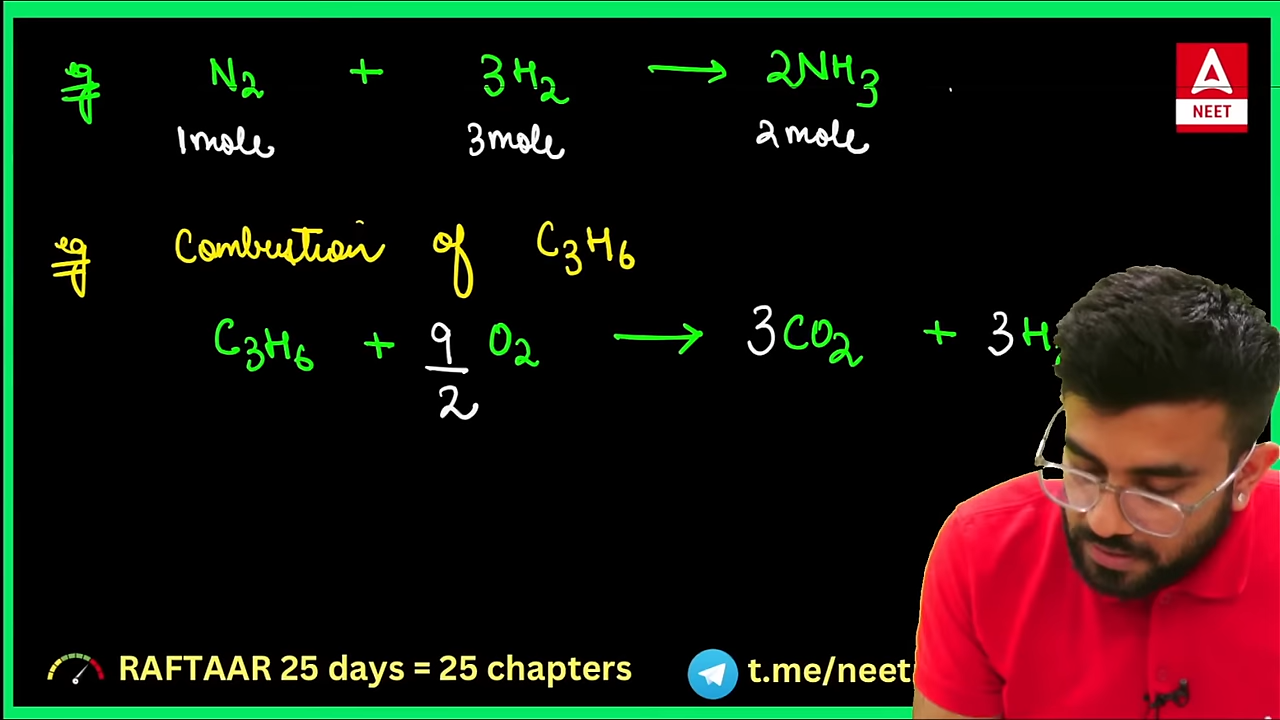 eg N2 + 3H2 → 2NH3
1mole 3mole 2mole
NEET
eg Combustion of C3H6
C3H6 + 9/2 O2 → 3CO2 + 3H2
RAFTAAR 25 days = 25 chapters
t.me/neet